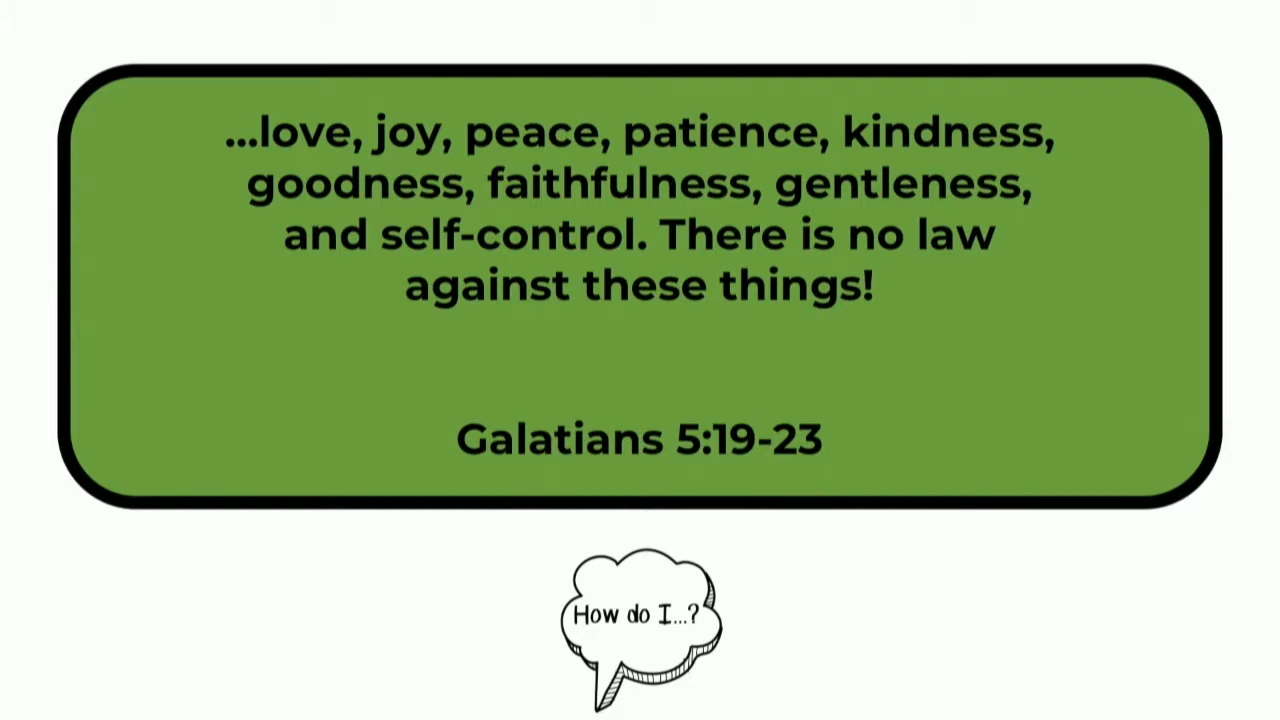 ...love, joy, peace, patience, kindness,
goodness, faithfulness, gentleness,
and self-control. There is no law
against these things!
Galatians 5:19-23
How do I...?